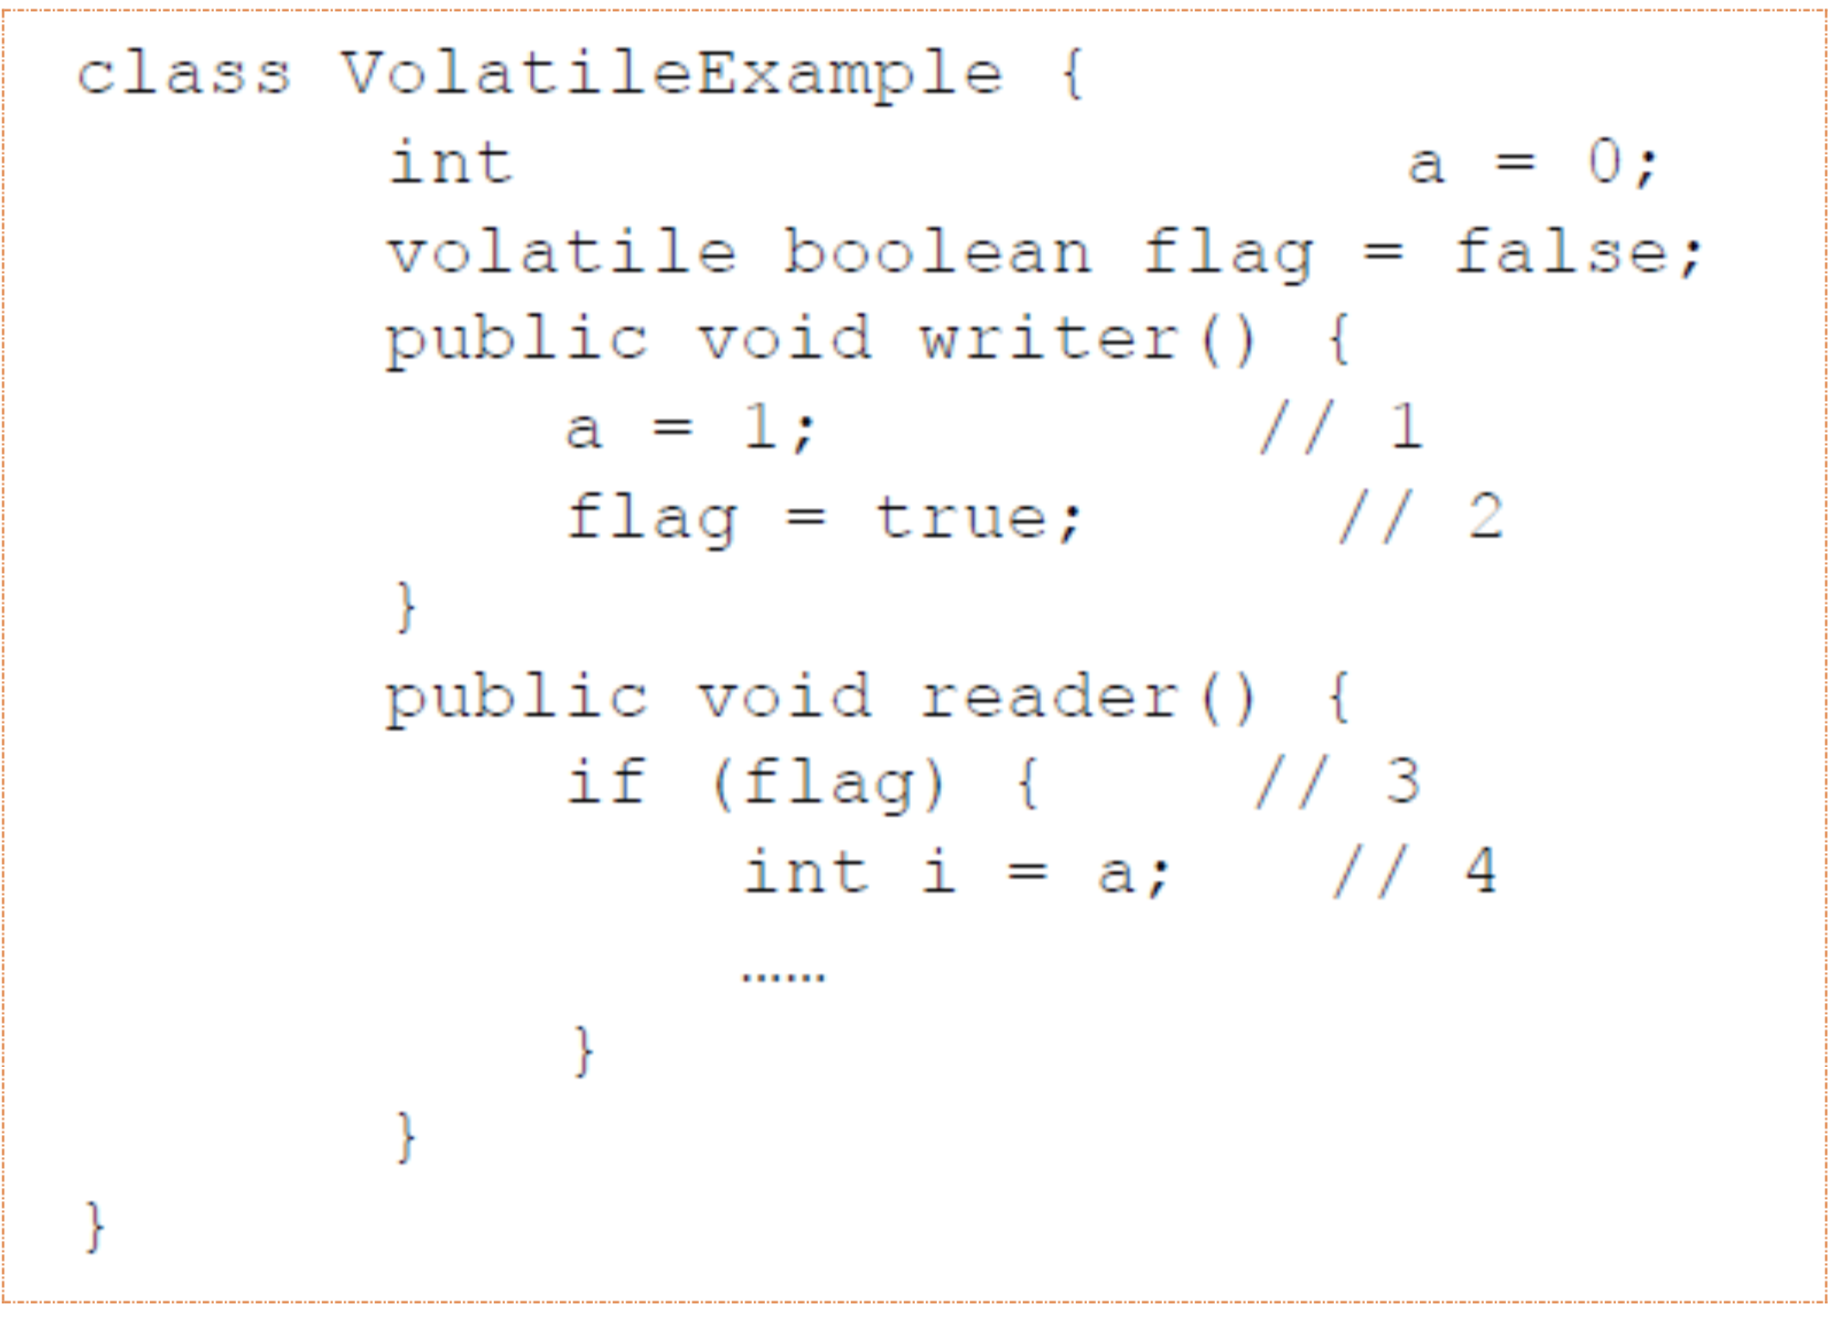 class VolatileExample {
int a = 0;
volatile boolean flag = false;
public void writer() {
a = 1; // 1
flag = true; // 2
}
public void reader() {
if (flag) { // 3
int i = a; // 4
……
}
}
}